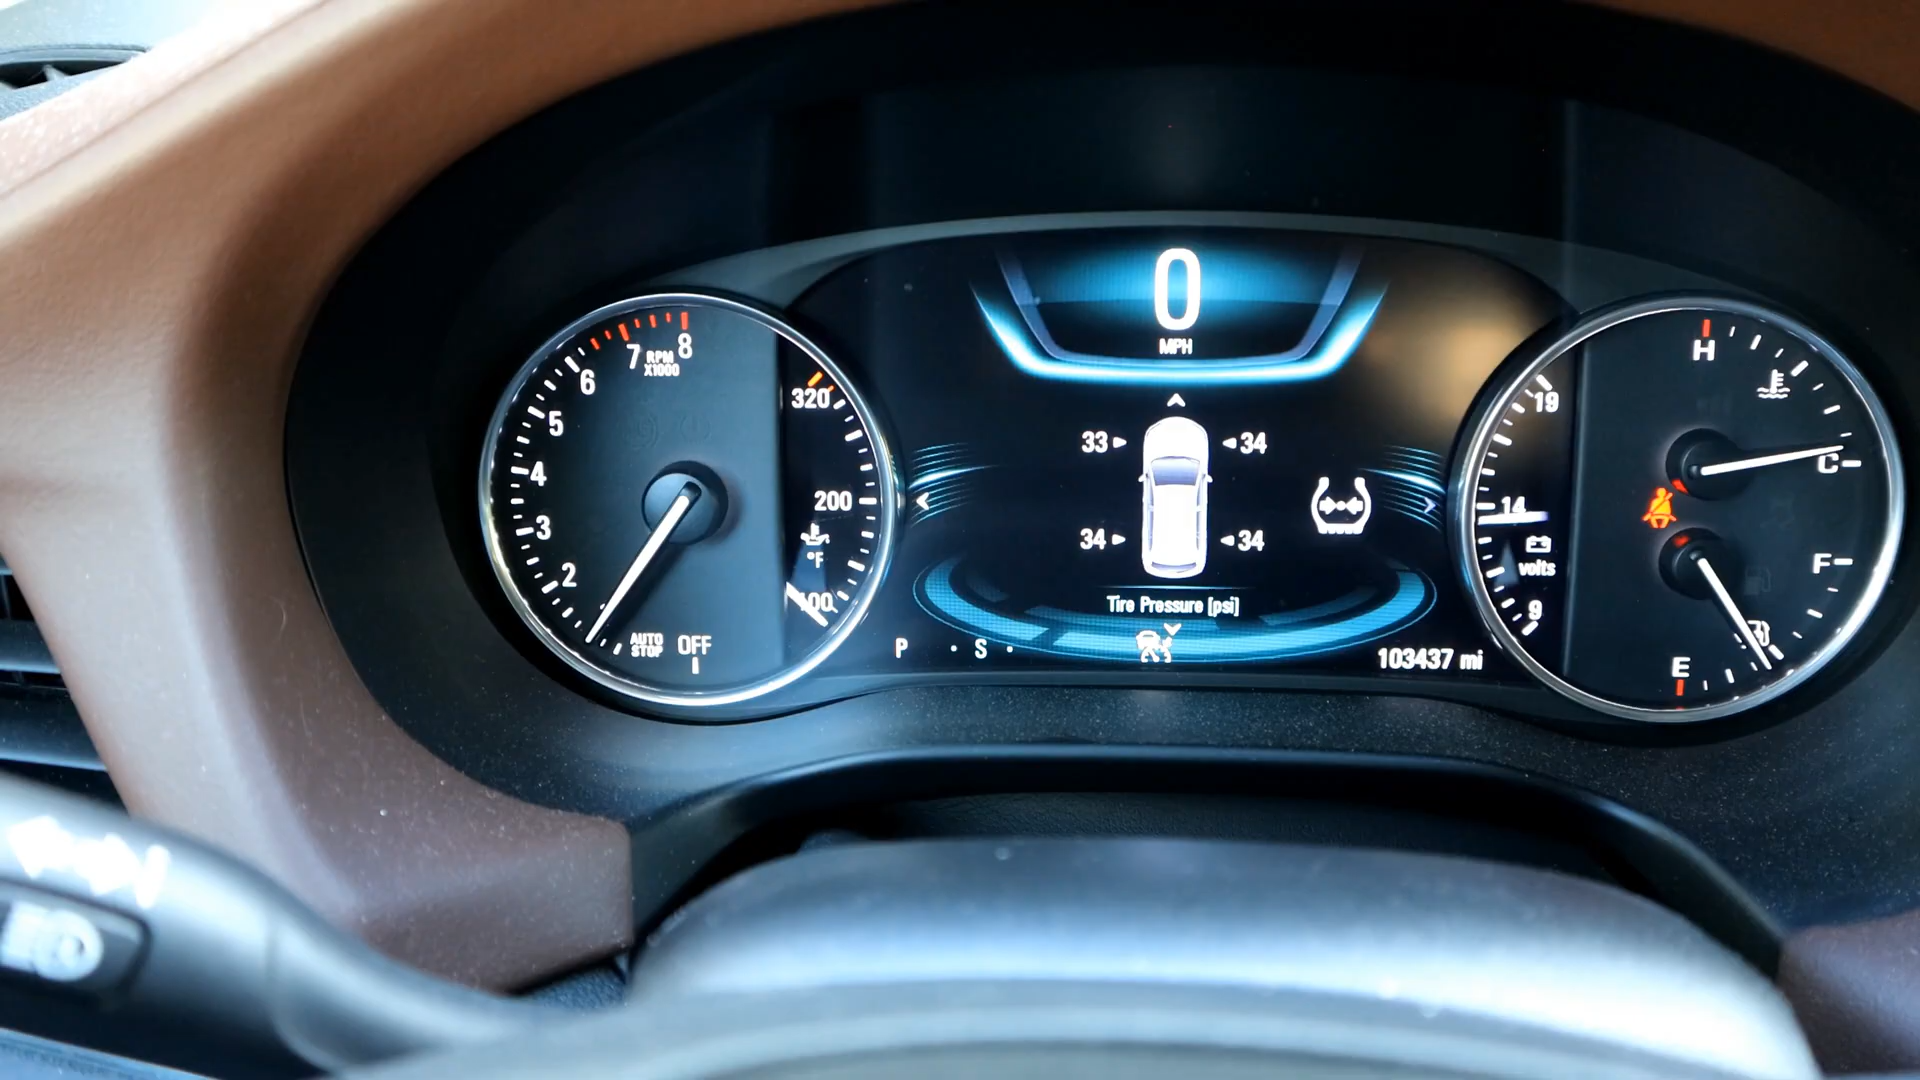 0
MPH
8
7
RPM
X1000
6
5
4
3
2
AUTO
STOP
OFF
320
200
°F
100
33
34
34
34
Tire Pressure [psi]
P
S
103437 mi
19
14
volts
9
H
C
F
E